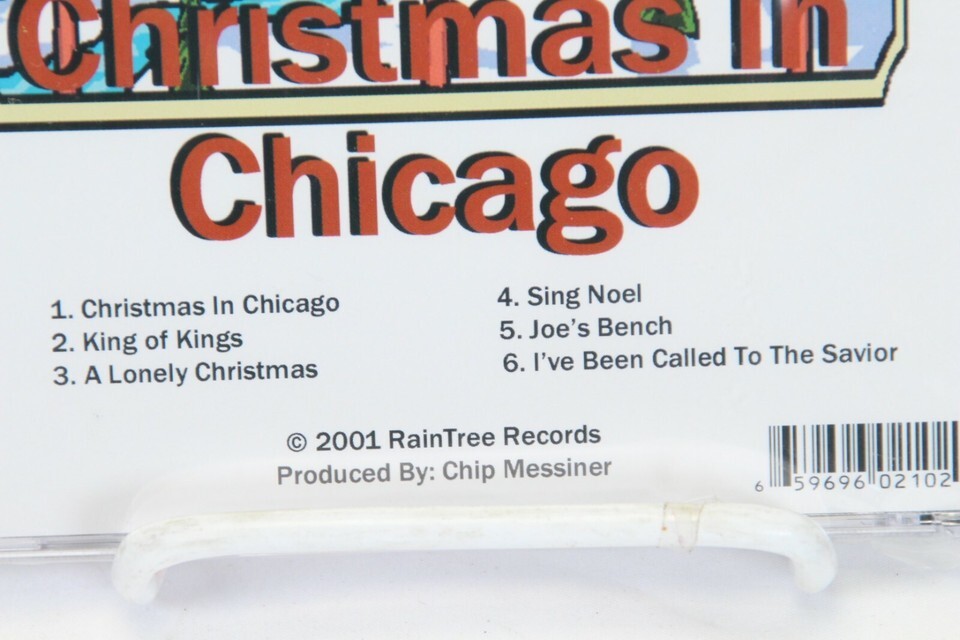 Christmas In
Chicago
1. Christmas In Chicago
2. King of Kings
3. A Lonely Christmas
4. Sing Noel
5. Joe's Bench
6. I've Been Called To The Savior
© 2001 RainTree Records
Produced By: Chip Messiner
6 59696 02102